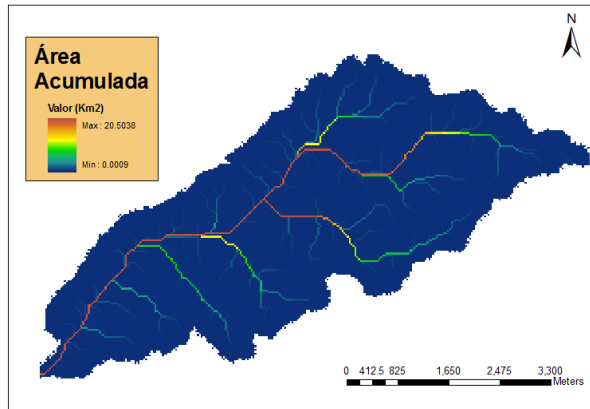 Área
Acumulada
Valor (Km2)
Max : 20.5038
Min : 0.0009
N
0 412.5 825 1,650 2,475 3,300
Meters